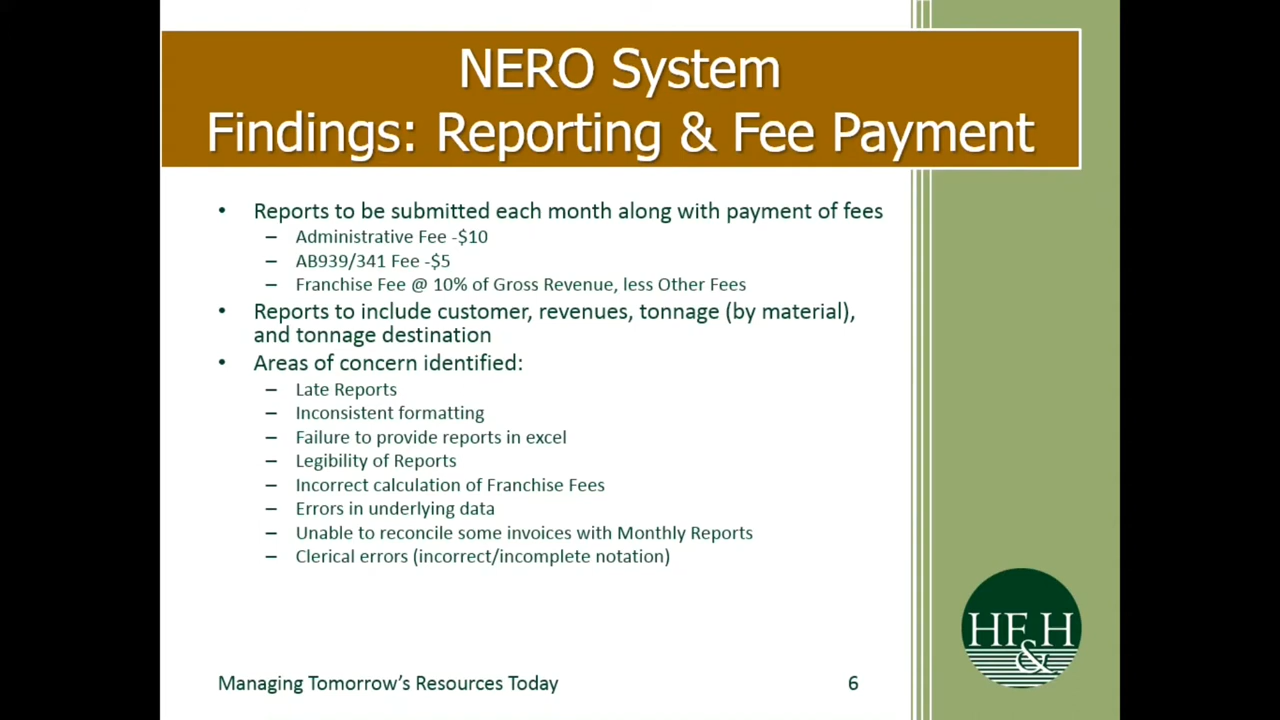 NERO System
Findings: Reporting & Fee Payment
• Reports to be submitted each month along with payment of fees
– Administrative Fee -$10
– AB939/341 Fee -$5
– Franchise Fee @ 10% of Gross Revenue, less Other Fees
• Reports to include customer, revenues, tonnage (by material),
and tonnage destination
• Areas of concern identified:
– Late Reports
– Inconsistent formatting
– Failure to provide reports in excel
– Legibility of Reports
– Incorrect calculation of Franchise Fees
– Errors in underlying data
– Unable to reconcile some invoices with Monthly Reports
– Clerical errors (incorrect/incomplete notation)
HF&H
Managing Tomorrow's Resources Today
6